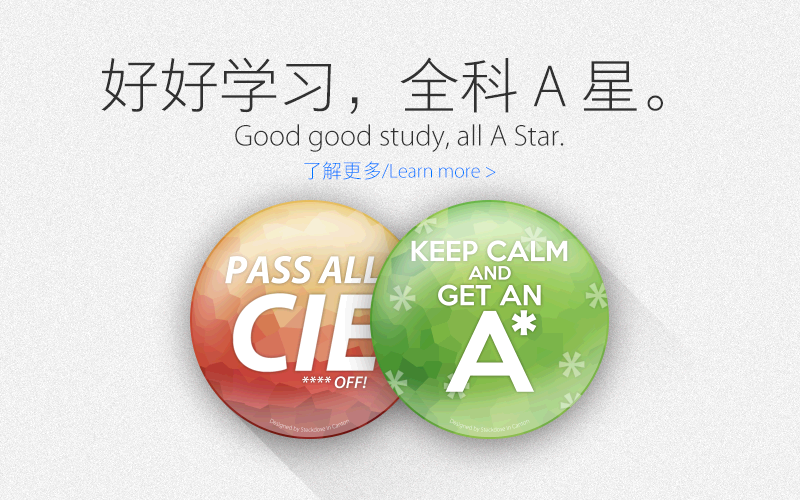 好好学习，全科 A 星。
Good good study, all A Star.
了解更多/Learn more >
PASS ALL
CIE
**** OFF!
KEEP CALM
AND
GET AN
A*